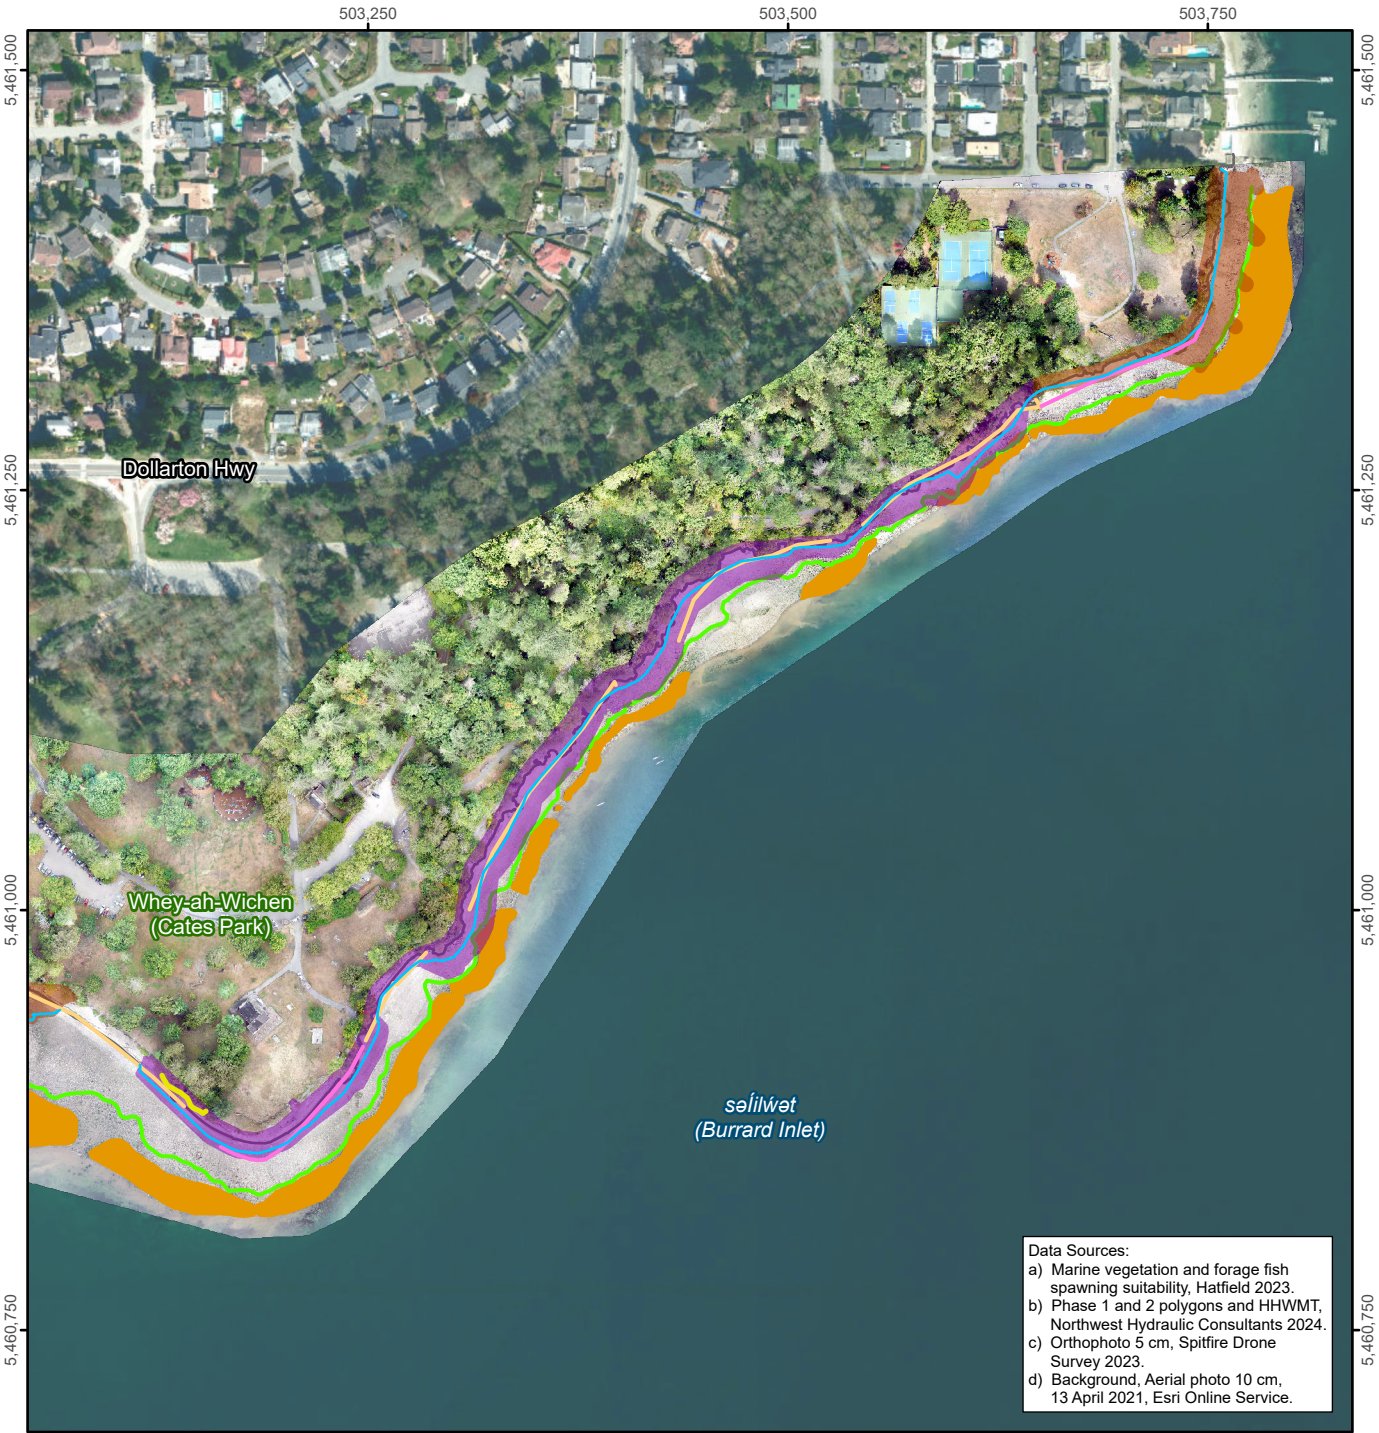 503,250
503,500
503,750
5,461,500
5,461,500
Dollarton Hwy
5,461,250
5,461,250
Whey-ah-Wichen
(Cates Park)
5,461,000
5,461,000
səl̓ilw̓ət
(Burrard Inlet)
Data Sources:
a) Marine vegetation and forage fish
spawning suitability, Hatfield 2023.
b) Phase 1 and 2 polygons and HHWMT,
Northwest Hydraulic Consultants 2024.
c) Orthophoto 5 cm, Spitfire Drone
Survey 2023.
d) Background, Aerial photo 10 cm,
13 April 2021, Esri Online Service.
5,460,750
5,460,750